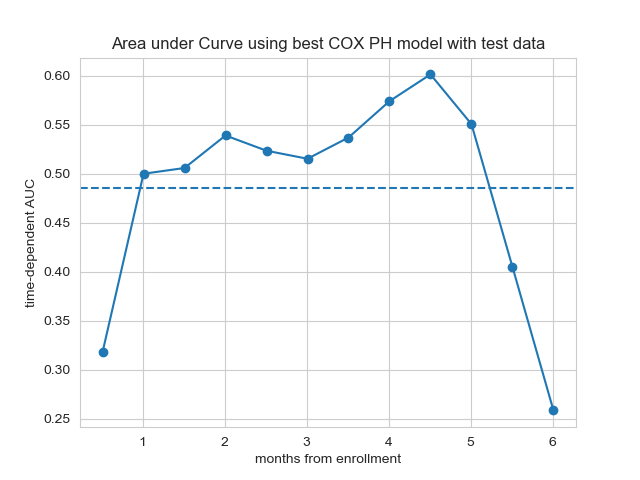 Area under Curve using best COX PH model with test data
0.60
0.55
0.50
0.45
0.40
0.35
0.30
0.25
time-dependent AUC
1 2 3 4 5 6
months from enrollment